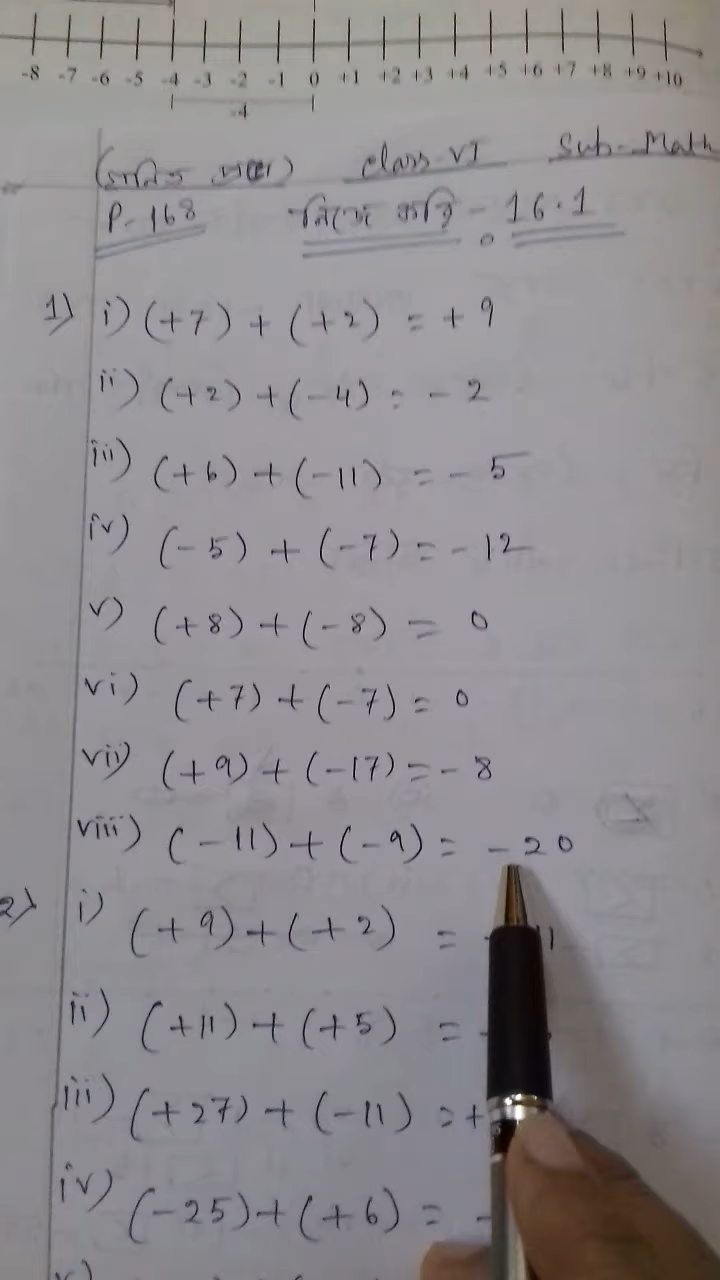 -8 -7 -6 -5 -4 -3 -2 -1 0 +1 +2 +3 +4 +5 +6 +7 +8 +9 +10
-4
Class-VI Sub-Math
P-168 নিজে করি - 16.1
1) i) (+7) + (+2) = +9
ii) (+2) + (-4) = -2
iii) (+6) + (-11) = -5
iv) (-5) + (-7) = -12
v) (+8) + (-8) = 0
vi) (+7) + (-7) = 0
vii) (+9) + (-17) = -8
viii) (-11) + (-9) = -20
2) i) (+9) + (+2) = 11
ii) (+11) + (+5) =
iii) (+27) + (-11) = +
iv) (-25) + (+6) = -
v)